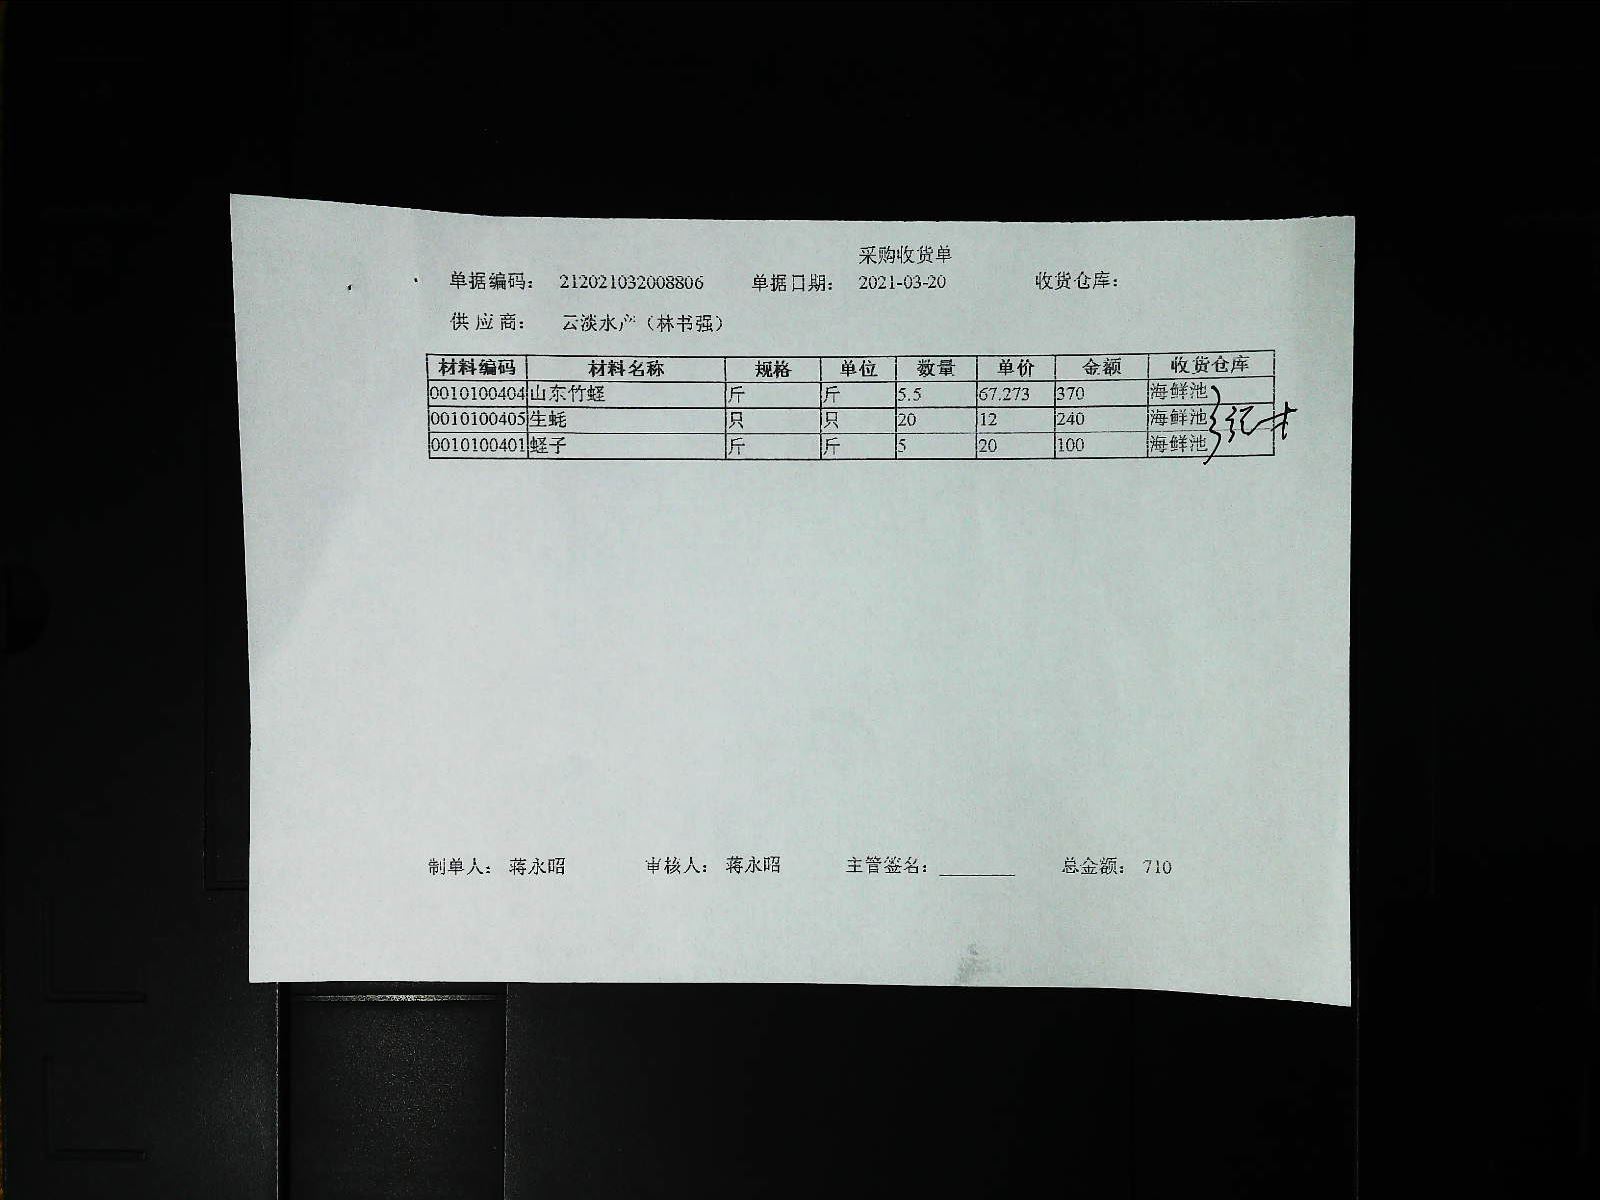 采购收货单
单据编码： 212021032008806 单据日期： 2021-03-20 收货仓库：
供应商： 云淡水产（林书强）
材料编码 材料名称 规格 单位 数量 单价 金额 收货仓库
0010100404 山东竹蛏 斤 斤 5.5 67.273 370 海鲜池
0010100405 生蚝 只 只 20 12 240 海鲜池
0010100401 蛏子 斤 斤 5 20 100 海鲜池
制单人： 蒋永昭 审核人： 蒋永昭 主管签名： 总金额： 710